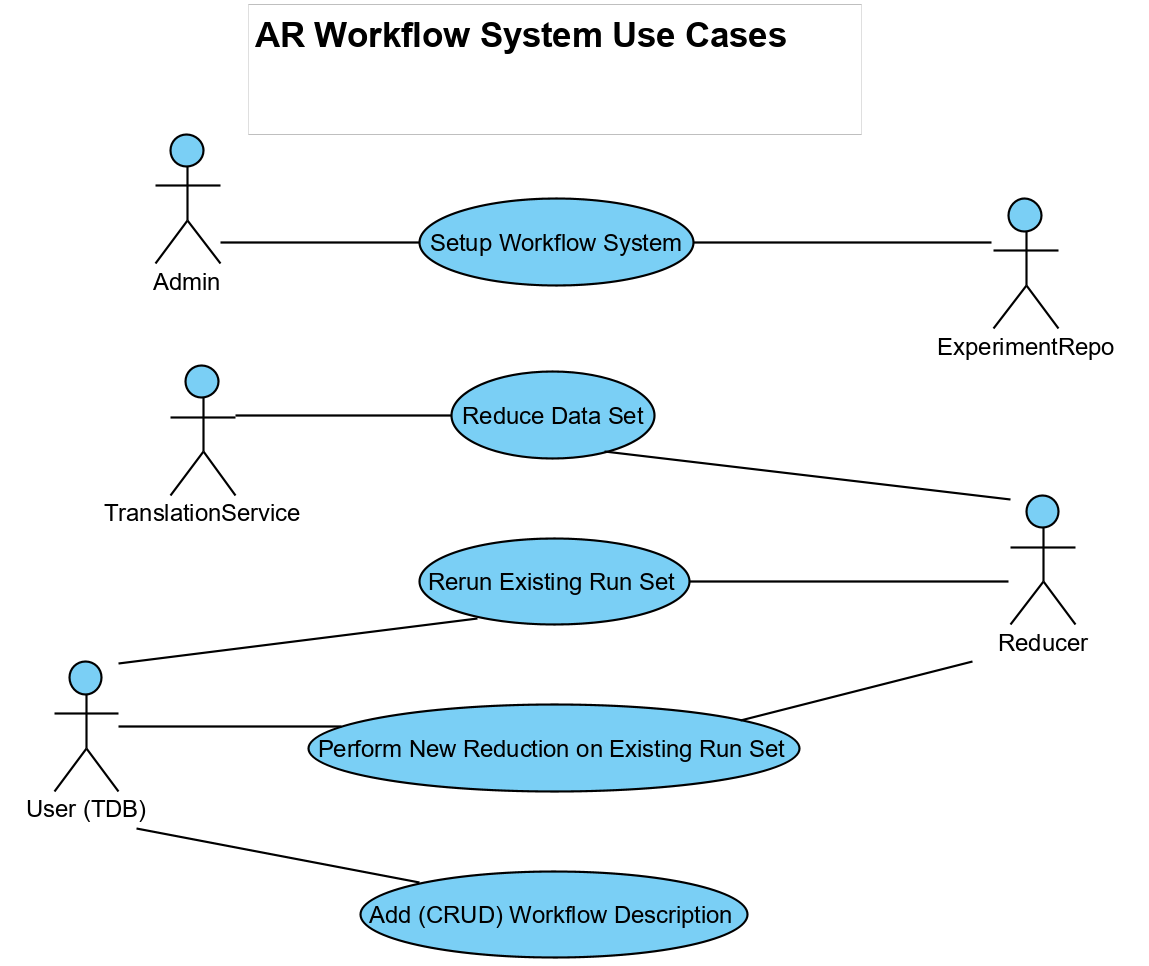 AR Workflow System Use Cases
Admin
Setup Workflow System
ExperimentRepo
TranslationService
Reduce Data Set
Rerun Existing Run Set
Reducer
User (TDB)
Perform New Reduction on Existing Run Set
Add (CRUD) Workflow Description